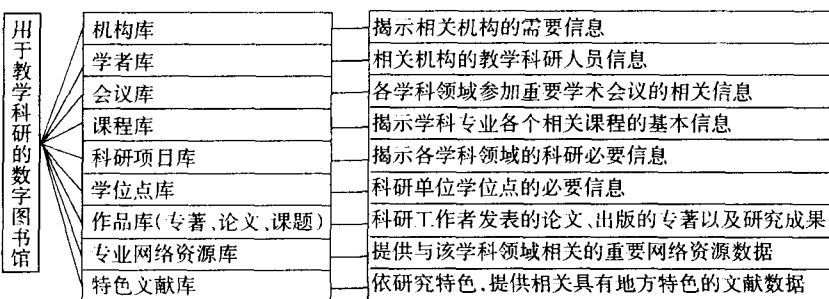 用于教学科研的数字图书馆
机构库
揭示相关机构的需要信息
学者库
相关机构的教学科研人员信息
会议库
各学科领域参加重要学术会议的相关信息
课程库
揭示学科专业各个相关课程的基本信息
科研项目库
揭示各学科领域的科研必要信息
学位点库
科研单位学位点的必要信息
作品库(专著、论文、课题)
科研工作者发表的论文、出版的专著以及研究成果
专业网络资源库
提供与该学科领域相关的重要网络资源数据
特色文献库
依研究特色,提供相关具有地方特色的文献数据